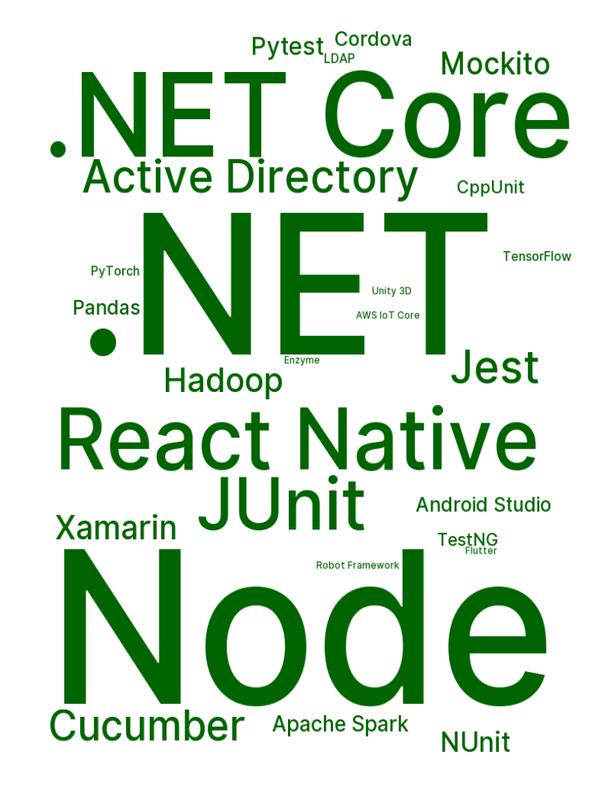 Pytest
Cordova
LDAP
Mockito
.NET Core
Active Directory
CppUnit
.NET
TensorFlow
PyTorch
Unity 3D
Pandas
AWS IoT Core
Enzyme
Jest
Hadoop
React Native
JUnit
Android Studio
Xamarin
TestNG
Flutter
Robot Framework
Node
Cucumber
Apache Spark
NUnit